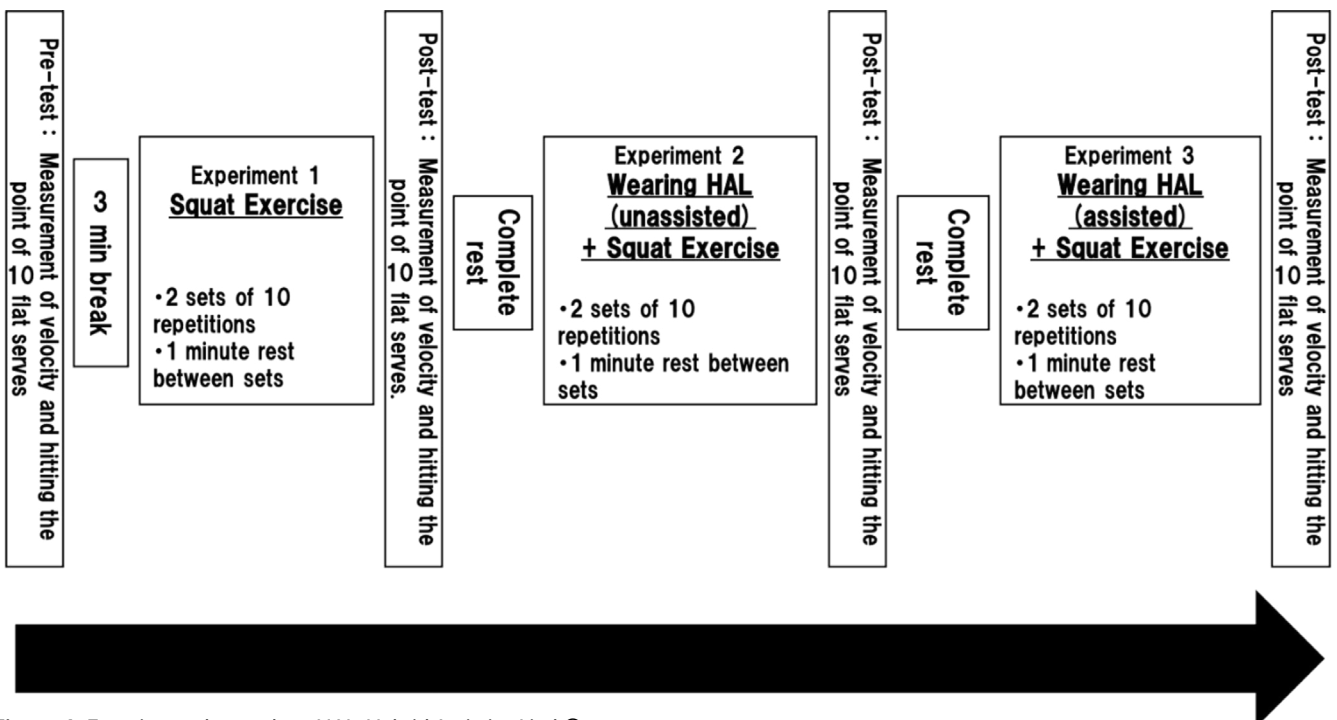 Pre-test : Measurement of velocity and hitting the
point of 10 flat serves
3 min break
Experiment 1
Squat Exercise
・2 sets of 10
repetitions
・1 minute rest
between sets
Post-test : Measurement of velocity and hitting the
point of 10 flat serves.
Complete
rest
Experiment 2
Wearing HAL
(unassisted)
+ Squat Exercise
・2 sets of 10
repetitions
・1 minute rest between
sets
Post-test : Measurement of velocity and hitting the
point of 10 flat serves
Complete
rest
Experiment 3
Wearing HAL
(assisted)
+ Squat Exercise
・2 sets of 10
repetitions
・1 minute rest
between sets
Post-test : Measurement of velocity and hitting the
point of 10 flat serves